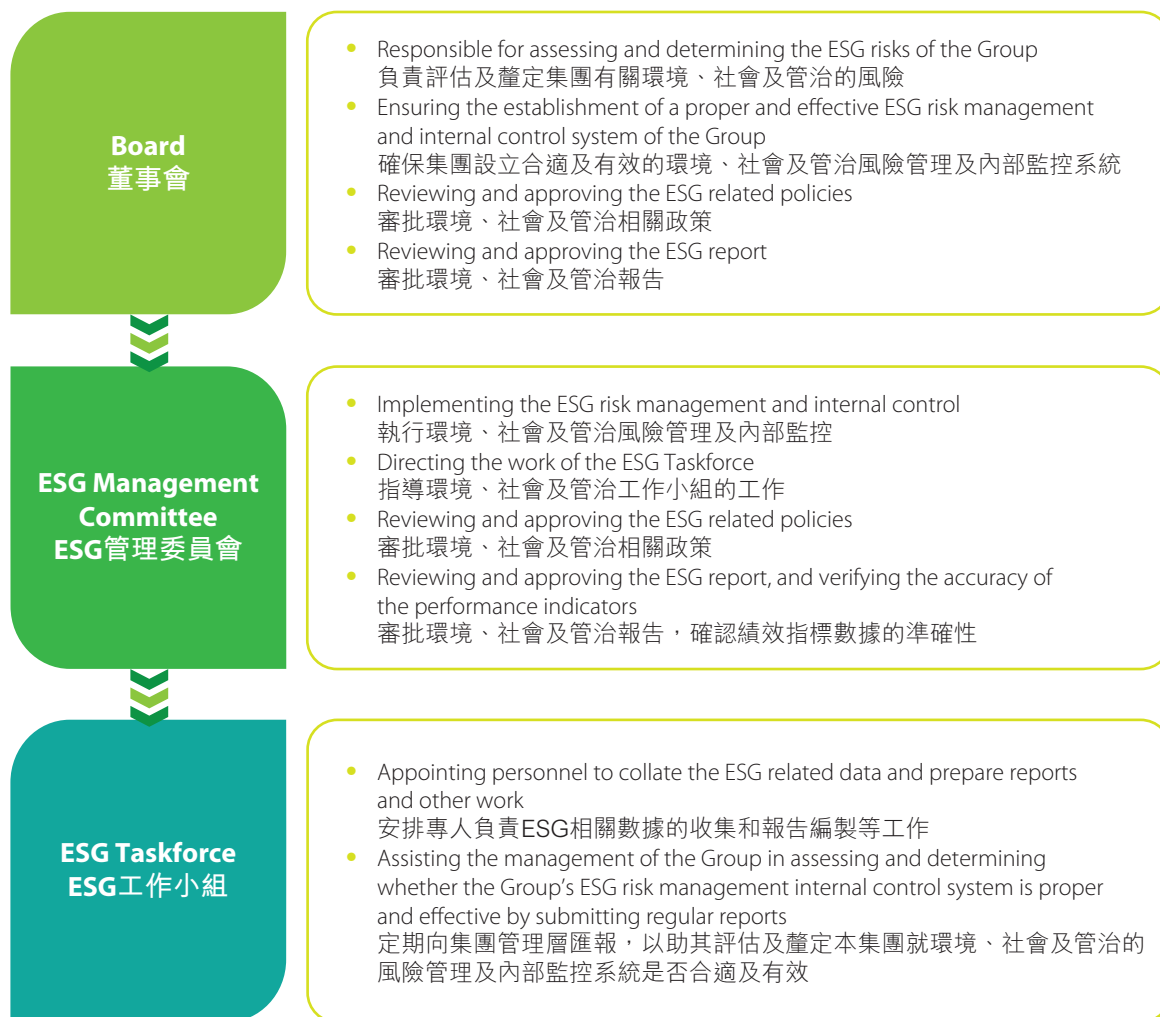 Board
董事會
• Responsible for assessing and determining the ESG risks of the Group
負責評估及釐定集團有關環境、社會及管治的風險
• Ensuring the establishment of a proper and effective ESG risk management
and internal control system of the Group
確保集團設立合適及有效的環境、社會及管治風險管理及內部監控系統
• Reviewing and approving the ESG related policies
審批環境、社會及管治相關政策
• Reviewing and approving the ESG report
審批環境、社會及管治報告
ESG Management
Committee
ESG管理委員會
• Implementing the ESG risk management and internal control
執行環境、社會及管治風險管理及內部監控
• Directing the work of the ESG Taskforce
指導環境、社會及管治工作小組的工作
• Reviewing and approving the ESG related policies
審批環境、社會及管治相關政策
• Reviewing and approving the ESG report, and verifying the accuracy of
the performance indicators
審批環境、社會及管治報告，確認績效指標數據的準確性
ESG Taskforce
ESG工作小組
• Appointing personnel to collate the ESG related data and prepare reports
and other work
安排專人負責ESG相關數據的收集和報告編製等工作
• Assisting the management of the Group in assessing and determining
whether the Group's ESG risk management internal control system is proper
and effective by submitting regular reports
定期向集團管理層匯報，以助其評估及釐定本集團就環境、社會及管治的
風險管理及內部監控系統是否合適及有效